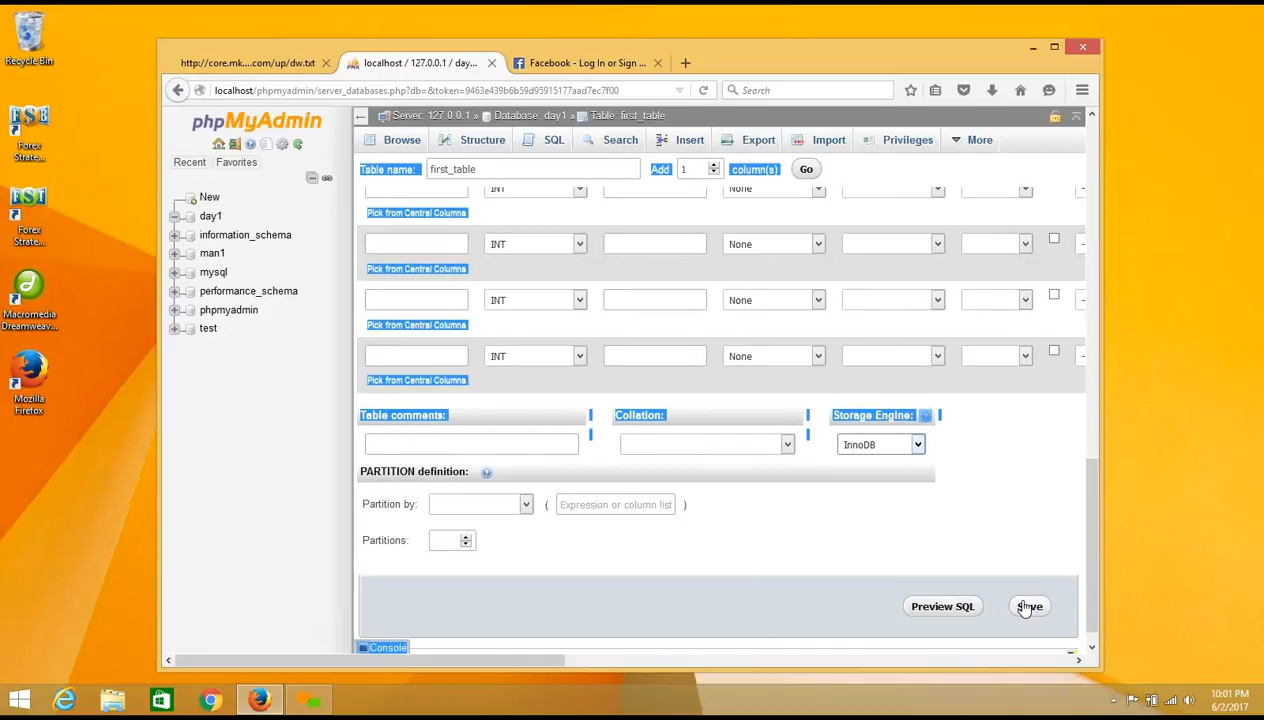 Recycle Bin
Forex
Strate...
Forex
Strate...
Macromedia
Dreamweav...
Mozilla
Firefox
http://core.mk....com/up/dw.txt
localhost / 127.0.0.1 / day...
Facebook - Log In or Sign ...
localhost/phpmyadmin/server_databases.php?db=&token=9463e439b6b59d95915177aad7ec7f00
Search
phpMyAdmin
Recent
Favorites
New
day1
information_schema
man1
mysql
performance_schema
phpmyadmin
test
Server: 127.0.0.1 » Database: day1 » Table: first_table
Browse
Structure
SQL
Search
Insert
Export
Import
Privileges
More
Table name:
first_table
Add
1
column(s)
Go
INT
None
Pick from Central Columns
INT
None
Pick from Central Columns
INT
None
Pick from Central Columns
INT
None
Pick from Central Columns
Table comments:
Collation:
Storage Engine:
InnoDB
PARTITION definition:
Partition by:
(
Expression or column list
)
Partitions:
Preview SQL
Save
Console
10:01 PM
6/2/2017